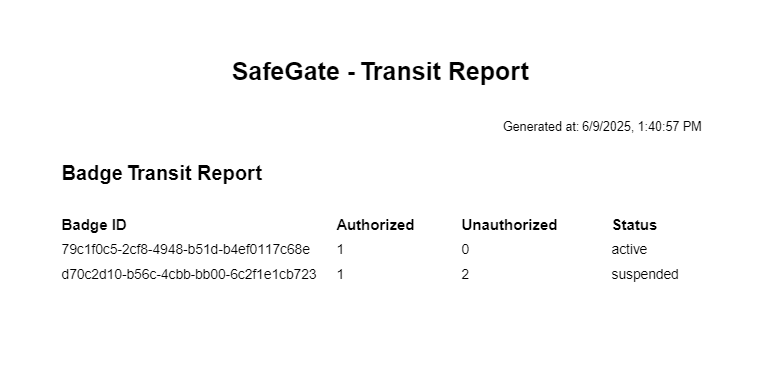 SafeGate - Transit Report
Generated at: 6/9/2025, 1:40:57 PM
Badge Transit Report
Badge ID Authorized Unauthorized Status
79c1f0c5-2cf8-4948-b51d-b4ef0117c68e 1 0 active
d70c2d10-b56c-4cbb-bb00-6c2f1e1cb723 1 2 suspended